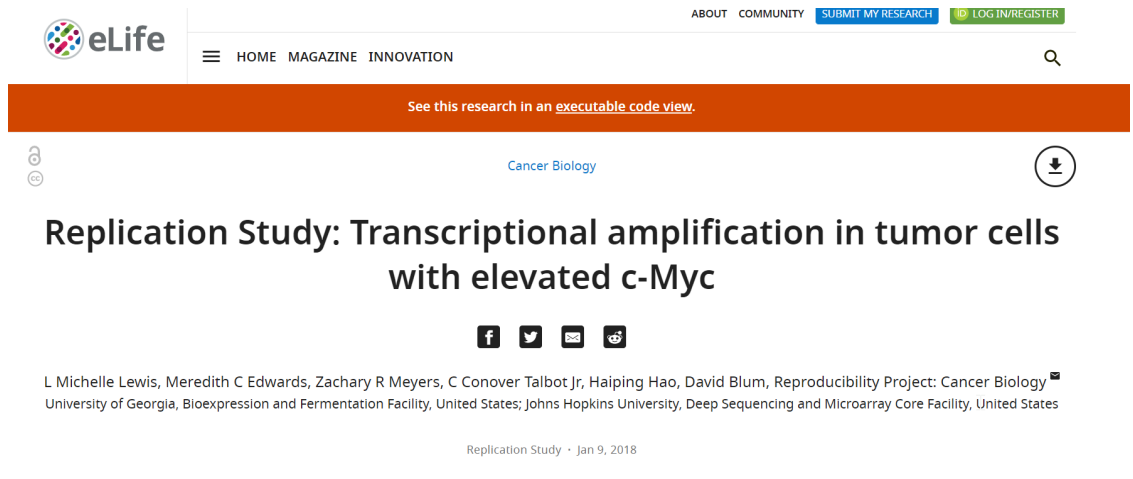 ABOUT COMMUNITY SUBMIT MY RESEARCH iD LOG IN/REGISTER
eLife
HOME MAGAZINE INNOVATION
See this research in an executable code view.
Cancer Biology
cc
Replication Study: Transcriptional amplification in tumor cells
with elevated c-Myc
L Michelle Lewis, Meredith C Edwards, Zachary R Meyers, C Conover Talbot Jr, Haiping Hao, David Blum, Reproducibility Project: Cancer Biology
University of Georgia, Bioexpression and Fermentation Facility, United States; Johns Hopkins University, Deep Sequencing and Microarray Core Facility, United States
Replication Study · Jan 9, 2018